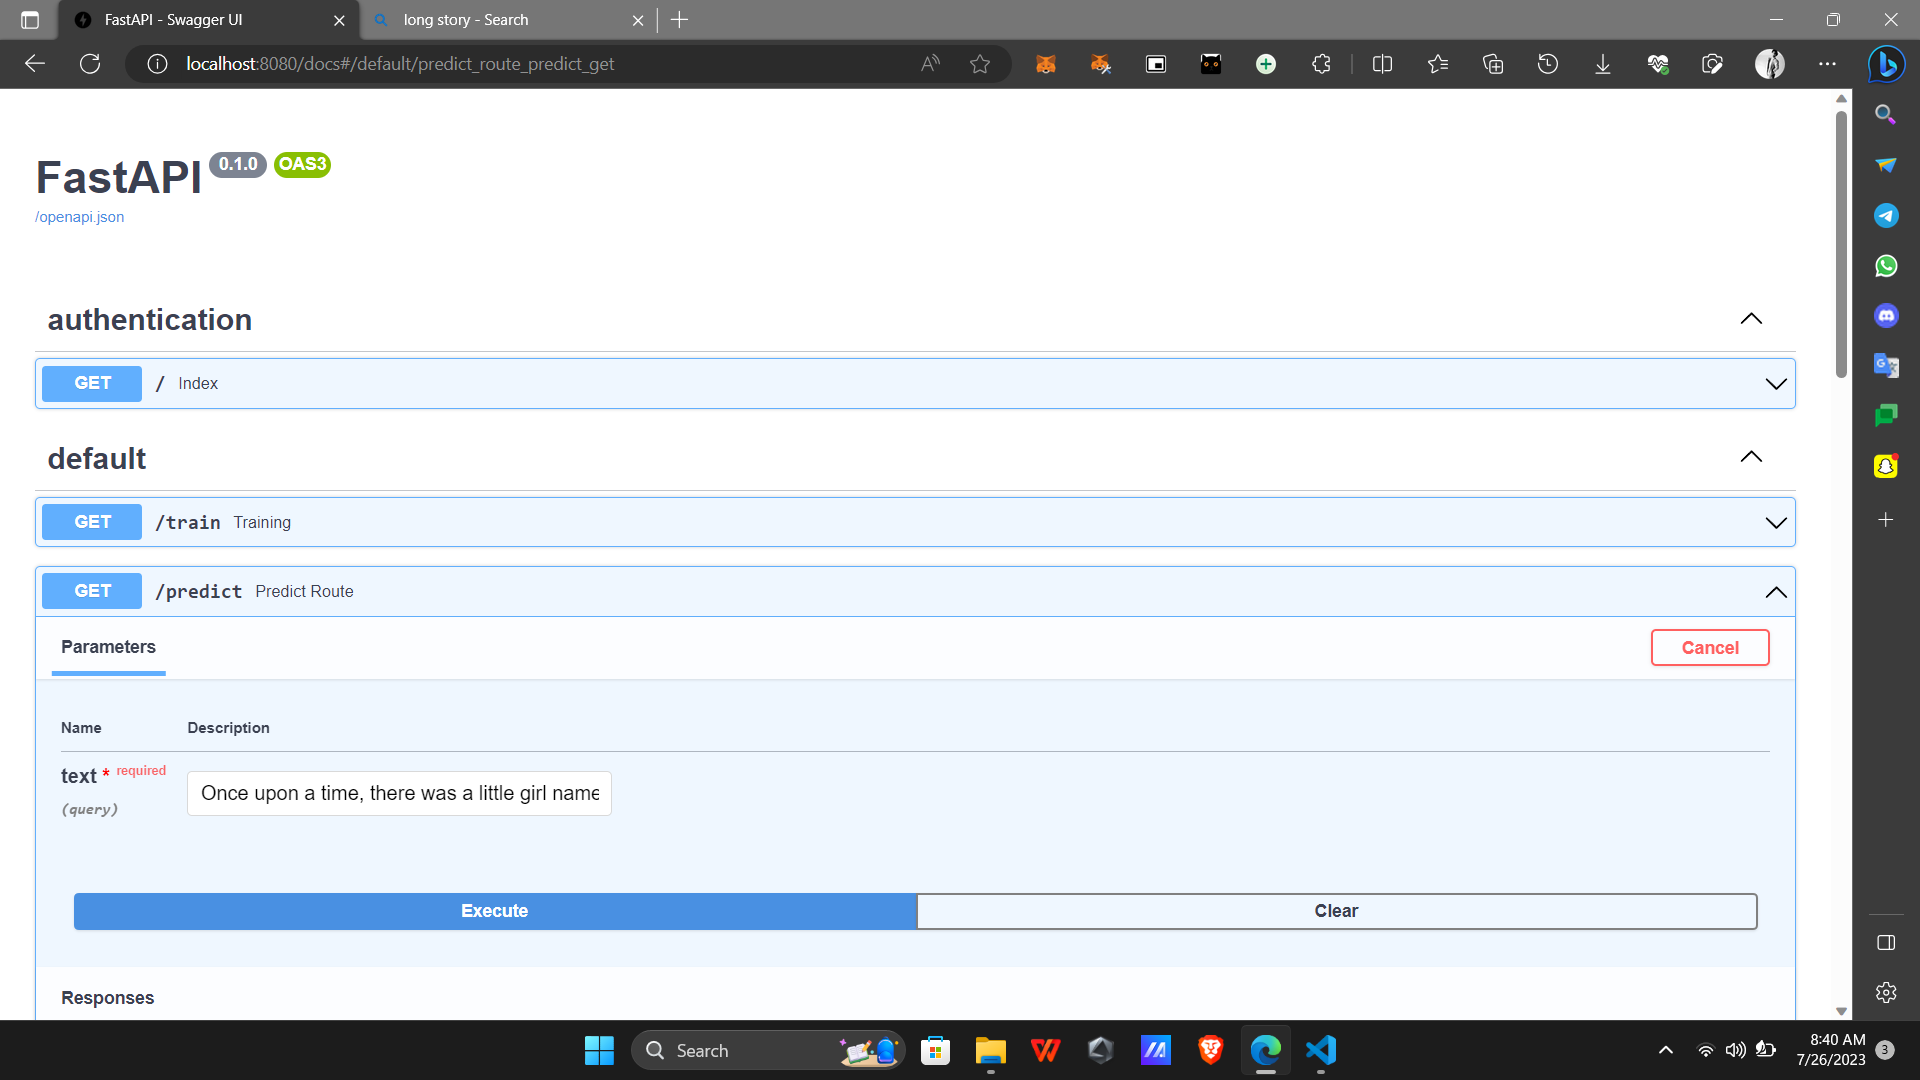 FastAPI - Swagger UI
long story - Search
localhost:8080/docs#/default/predict_route_predict_get
FastAPI 0.1.0 OAS3
/openapi.json
authentication
GET / Index
default
GET /train Training
GET /predict Predict Route
Parameters
Cancel
Name Description
text * required
(query)
Once upon a time, there was a little girl name
Execute
Clear
Responses
Search
8:40 AM
7/26/2023
3